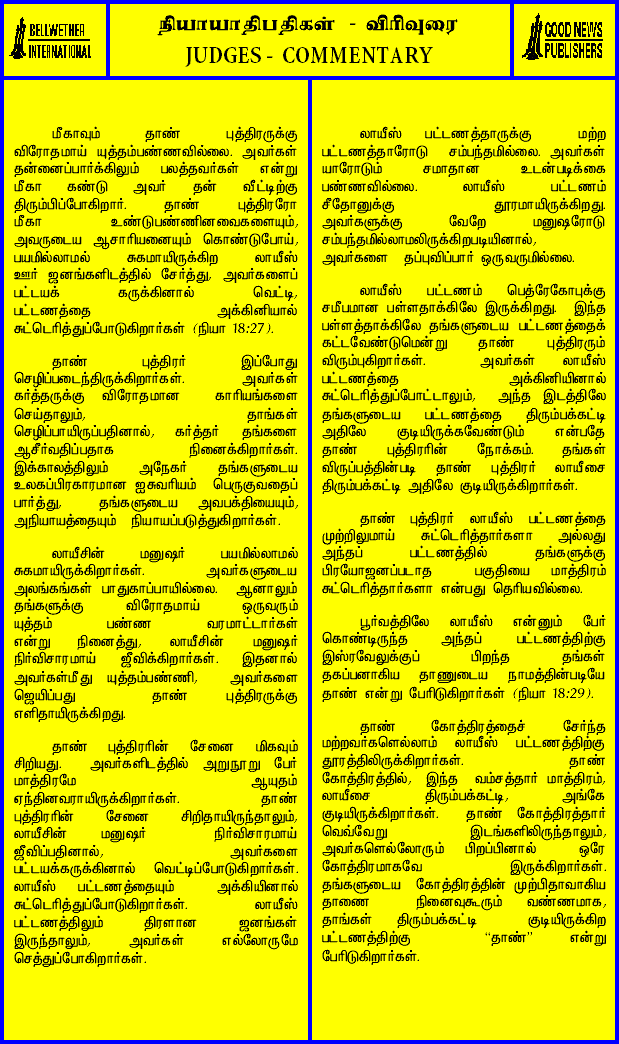 BELLWETHER
INTERNATIONAL
நியாயாதிபதிகள் - விரிவுரை
JUDGES - COMMENTARY
GOOD NEWS
PUBLISHERS
மீகாவும் தாண் புத்திரருக்கு
விரோதமாய் யுத்தம்பண்ணவில்லை. அவர்கள்
தன்னைப்பார்க்கிலும் பலத்தவர்கள் என்று
மீகா கண்டு அவர் தன் வீட்டிற்கு
திரும்பிப்போகிறார். தாண் புத்திரரோ
மீகா உண்டுபண்ணினவைகளையும்,
அவருடைய ஆசாரியனையும் கொண்டுபோய்,
பயமில்லாமல் சுகமாயிருக்கிற லாயீஸ்
ஊர் ஜனங்களிடத்தில் சேர்த்து, அவர்களைப்
பட்டயக் கருக்கினால் வெட்டி,
பட்டணத்தை அக்கினியால்
சுட்டெரித்துப்போடுகிறார்கள் (நியா 18:27).
தாண் புத்திரர் இப்போது
செழிப்படைந்திருக்கிறார்கள். அவர்கள்
கர்த்தருக்கு விரோதமான காரியங்களை
செய்தாலும், தாங்கள்
செழிப்பாயிருப்பதினால், கர்த்தர் தங்களை
ஆசீர்வதிப்பதாக நினைக்கிறார்கள்.
இக்காலத்திலும் அநேகர் தங்களுடைய
உலகப்பிரகாரமான ஐசுவரியம் பெருகுவதைப்
பார்த்து, தங்களுடைய அவபக்தியையும்,
அநியாயத்தையும் நியாயப்படுத்துகிறார்கள்.
லாயீசின் மனுஷர் பயமில்லாமல்
சுகமாயிருக்கிறார்கள். அவர்களுடைய
அலங்கங்கள் பாதுகாப்பாயில்லை. ஆனாலும்
தங்களுக்கு விரோதமாய் ஒருவரும்
யுத்தம் பண்ண வரமாட்டார்கள்
என்று நினைத்து, லாயீசின் மனுஷர்
நிர்விசாரமாய் ஜீவிக்கிறார்கள். இதனால்
அவர்கள்மீது யுத்தம்பண்ணி, அவர்களை
ஜெயிப்பது தாண் புத்திரருக்கு
எளிதாயிருக்கிறது.
தாண் புத்திரரின் சேனை மிகவும்
சிறியது. அவர்களிடத்தில் அறுநூறு பேர்
மாத்திரமே ஆயுதம்
ஏந்தினவராயிருக்கிறார்கள். தாண்
புத்திரரின் சேனை சிறிதாயிருந்தாலும்,
லாயீசின் மனுஷர் நிர்விசாரமாய்
ஜீவிப்பதினால், அவர்களை
பட்டயக்கருக்கினால் வெட்டிப்போடுகிறார்கள்.
லாயீஸ் பட்டணத்தையும் அக்கியினால்
சுட்டெரித்துப்போடுகிறார்கள். லாயீஸ்
பட்டணத்திலும் திரளான ஜனங்கள்
இருந்தாலும், அவர்கள் எல்லோருமே
செத்துப்போகிறார்கள்.
லாயீஸ் பட்டணத்தாருக்கு மற்ற
பட்டணத்தாரோடு சம்பந்தமில்லை. அவர்கள்
யாரோடும் சமாதான உடன்படிக்கை
பண்ணவில்லை. லாயீஸ் பட்டணம்
சீதோனுக்கு தூரமாயிருக்கிறது.
அவர்களுக்கு வேறே மனுஷரோடு
சம்பந்தமில்லாமலிருக்கிறபடியினால்,
அவர்களை தப்புவிப்பார் ஒருவருமில்லை.
லாயீஸ் பட்டணம் பெத்ரேகோபுக்கு
சமீபமான பள்ளதாக்கிலே இருக்கிறது. இந்த
பள்ளத்தாக்கிலே தங்களுடைய பட்டணத்தைக்
கட்டவேண்டுமென்று தாண் புத்திரரும்
விரும்புகிறார்கள். அவர்கள் லாயீஸ்
பட்டணத்தை அக்கினியினால்
சுட்டெரித்துப்போட்டாலும், அந்த இடத்திலே
தங்களுடைய பட்டணத்தை திரும்பக்கட்டி
அதிலே குடியிருக்கவேண்டும் என்பதே
தாண் புத்திரரின் நோக்கம். தங்கள்
விருப்பத்தின்படி தாண் புத்திரர் லாயீசை
திரும்பக்கட்டி அதிலே குடியிருக்கிறார்கள்.
தாண் புத்திரர் லாயீஸ் பட்டணத்தை
முற்றிலுமாய் சுட்டெரித்தார்களா அல்லது
அந்தப் பட்டணத்தில் தங்களுக்கு
பிரயோஜனப்படாத பகுதியை மாத்திரம்
சுட்டெரித்தார்களா என்பது தெரியவில்லை.
பூர்வத்திலே லாயீஸ் என்னும் பேர்
கொண்டிருந்த அந்தப் பட்டணத்திற்கு
இஸ்ரவேலுக்குப் பிறந்த தங்கள்
தகப்பனாகிய தாணுடைய நாமத்தின்படியே
தாண் என்று பேரிடுகிறார்கள் (நியா 18:29).
தாண் கோத்திரத்தைச் சேர்ந்த
மற்றவர்களெல்லாம் லாயீஸ் பட்டணத்திற்கு
தூரத்திலிருக்கிறார்கள். தாண்
கோத்திரத்தில், இந்த வம்சத்தார் மாத்திரம்,
லாயீசை திரும்பக்கட்டி, அங்கே
குடியிருக்கிறார்கள். தாண் கோத்திரத்தார்
வெவ்வேறு இடங்களிலிருந்தாலும்,
அவர்களெல்லோரும் பிறப்பினால் ஒரே
கோத்திரமாகவே இருக்கிறார்கள்.
தங்களுடைய கோத்திரத்தின் முற்பிதாவாகிய
தாணை நினைவுகூரும் வண்ணமாக,
தாங்கள் திரும்பக்கட்டி குடியிருக்கிற
பட்டணத்திற்கு “தாண்” என்று
பேரிடுகிறார்கள்.